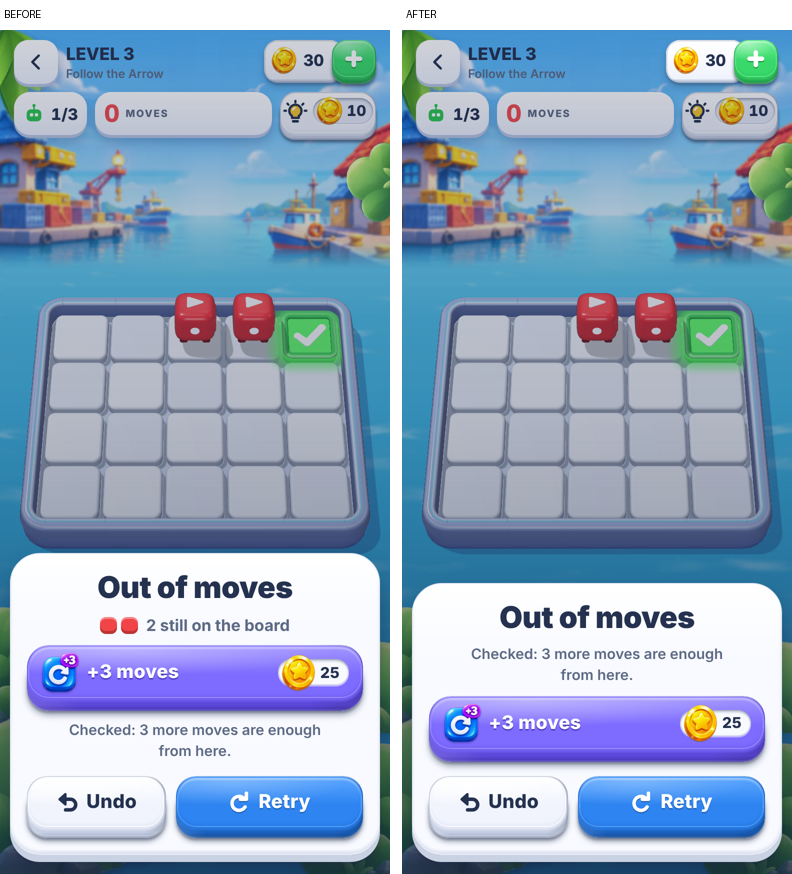 BEFORE
LEVEL 3
Follow the Arrow
30
1/3
0 MOVES
10
Out of moves
2 still on the board
+3
+3 moves
25
Checked: 3 more moves are enough
from here.
Undo
Retry
AFTER
LEVEL 3
Follow the Arrow
30
1/3
0 MOVES
10
Out of moves
Checked: 3 more moves are enough
from here.
+3
+3 moves
25
Undo
Retry